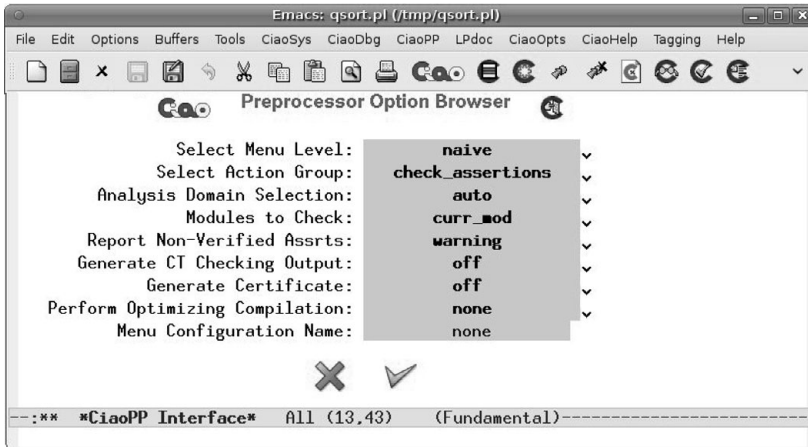 Emacs: qsort.pl (/tmp/qsort.pl)
File Edit Options Buffers Tools CiaoSys CiaoDbg CiaoPP LPdoc CiaoOpts CiaoHelp Tagging Help
Ciao
Ciao Preprocessor Option Browser
Select Menu Level: naive
Select Action Group: check_assertions
Analysis Domain Selection: auto
Modules to Check: curr_mod
Report Non-Verified Assrts: warning
Generate CT Checking Output: off
Generate Certificate: off
Perform Optimizing Compilation: none
Menu Configuration Name: none
--:** *CiaoPP Interface* All (13,43) (Fundamental)-------------------------